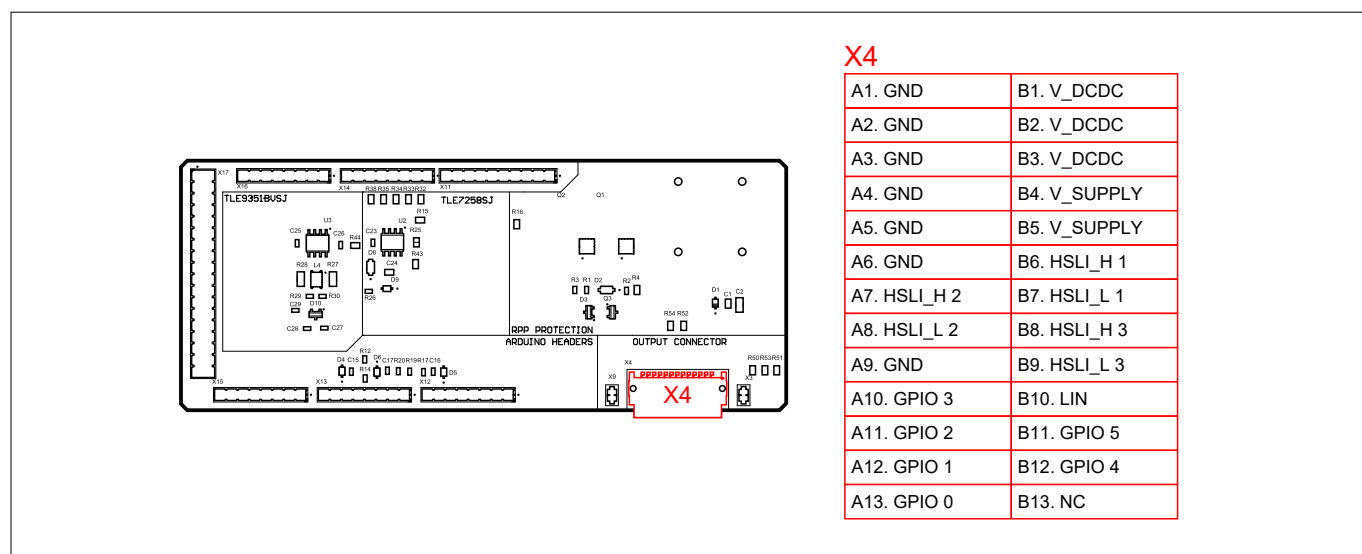 X4
A1. GND B1. V_DCDC
A2. GND B2. V_DCDC
A3. GND B3. V_DCDC
A4. GND B4. V_SUPPLY
A5. GND B5. V_SUPPLY
A6. GND B6. HSLI_H 1
A7. HSLI_H 2 B7. HSLI_L 1
A8. HSLI_L 2 B8. HSLI_H 3
A9. GND B9. HSLI_L 3
A10. GPIO 3 B10. LIN
A11. GPIO 2 B11. GPIO 5
A12. GPIO 1 B12. GPIO 4
A13. GPIO 0 B13. NC
X17
X16 X14 X11
R38 R35 R34 R33 R32
Q2 Q1
TLE9351BVSJ TLE7258SJ
U3 U2 R15 R16
C25 C26 R44 C23 R25
D8 R43
R28 L4 R27 C24
D9
R29 R30 R26
C29 D10
C28 C27
R3 R1 D2 R2 R4
D3 Q3 D1 C1 C2
R54 R52
RPP PROTECTION
ARDUINO HEADERS OUTPUT CONNECTOR
R12
D4 C15 D6 C17 R20 R19 R17 C16 D5
R14
R50 R53 R51
X15 X13 X12 X9 X4 X3
X4